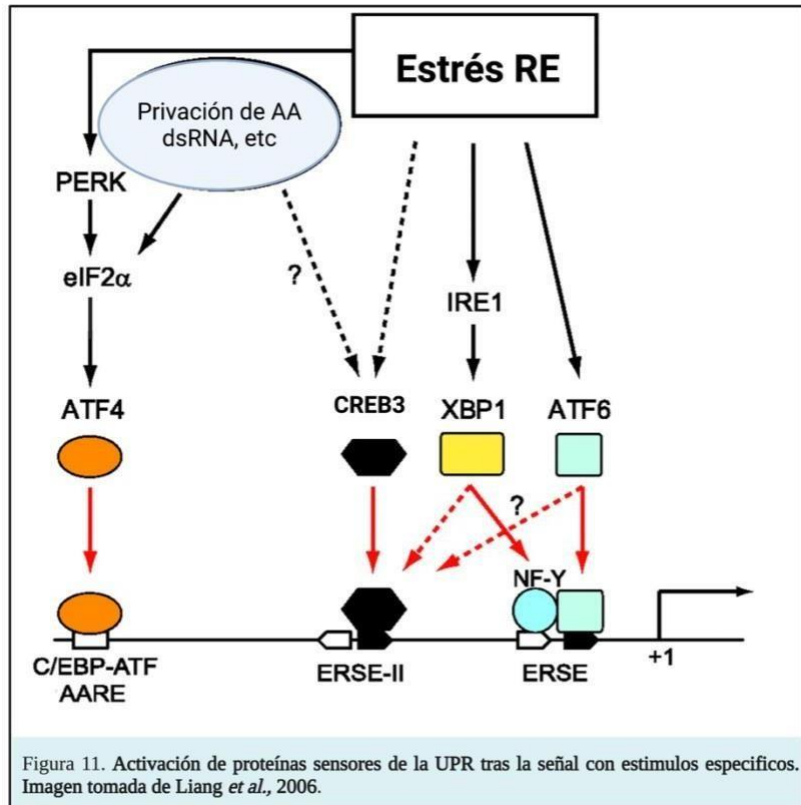 Estrés RE
Privación de AA
dsRNA, etc
PERK
eIF2α
?
IRE1
ATF4
CREB3
XBP1
ATF6
?
NF-Y
C/EBP-ATF
AARE
ERSE-II
ERSE
+1
Figura 11. Activación de proteínas sensores de la UPR tras la señal con estimulos especificos.
Imagen tomada de Liang et al., 2006.